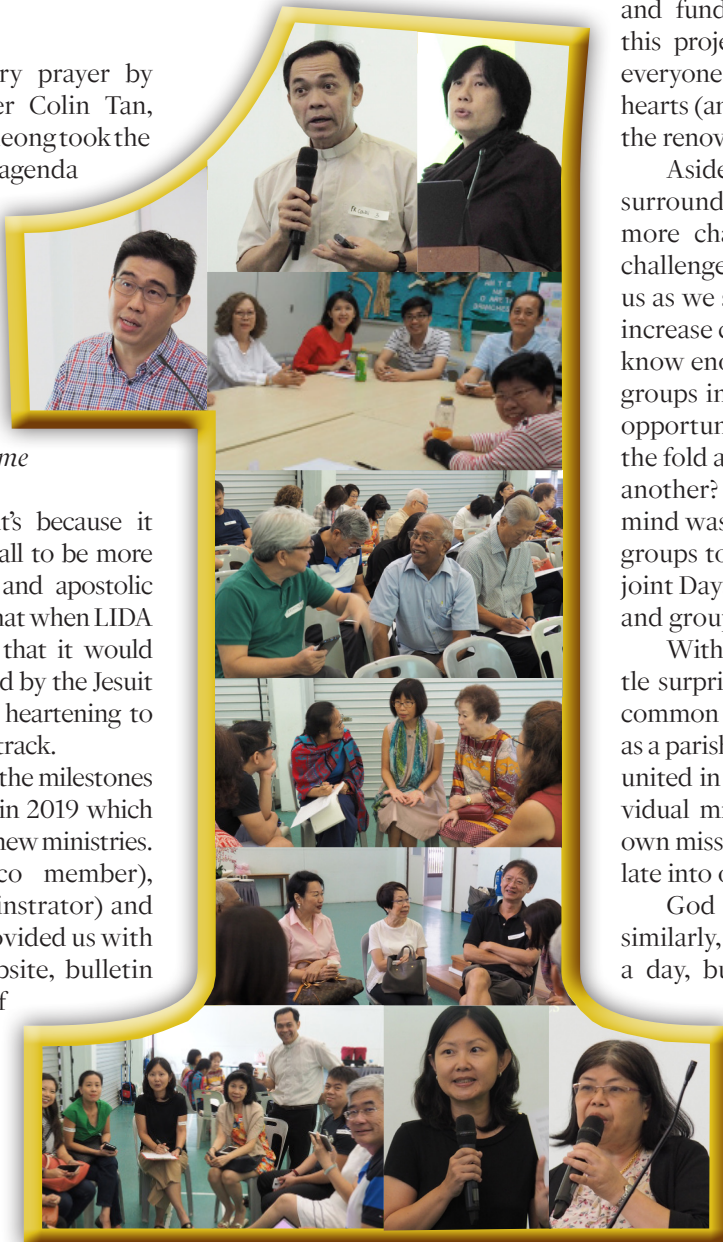 ry prayer by
er Colin Tan,
eong took the
agenda
me
t's because it
all to be more
and apostolic
hat when LIDA
that it would
d by the Jesuit
heartening to
track.
the milestones
in 2019 which
new ministries.
co member),
instrator) and
ovided us with
bsite, bulletin
f
and fund
this proje
everyone
hearts (an
the renov
Aside
surround
more cha
challenge
us as we s
increase c
know eno
groups in
opportun
the fold a
another?
mind was
groups to
joint Day
and group
With
tle surpri
common
as a parish
united in
vidual mi
own miss
late into o
God
similarly,
a day, bu